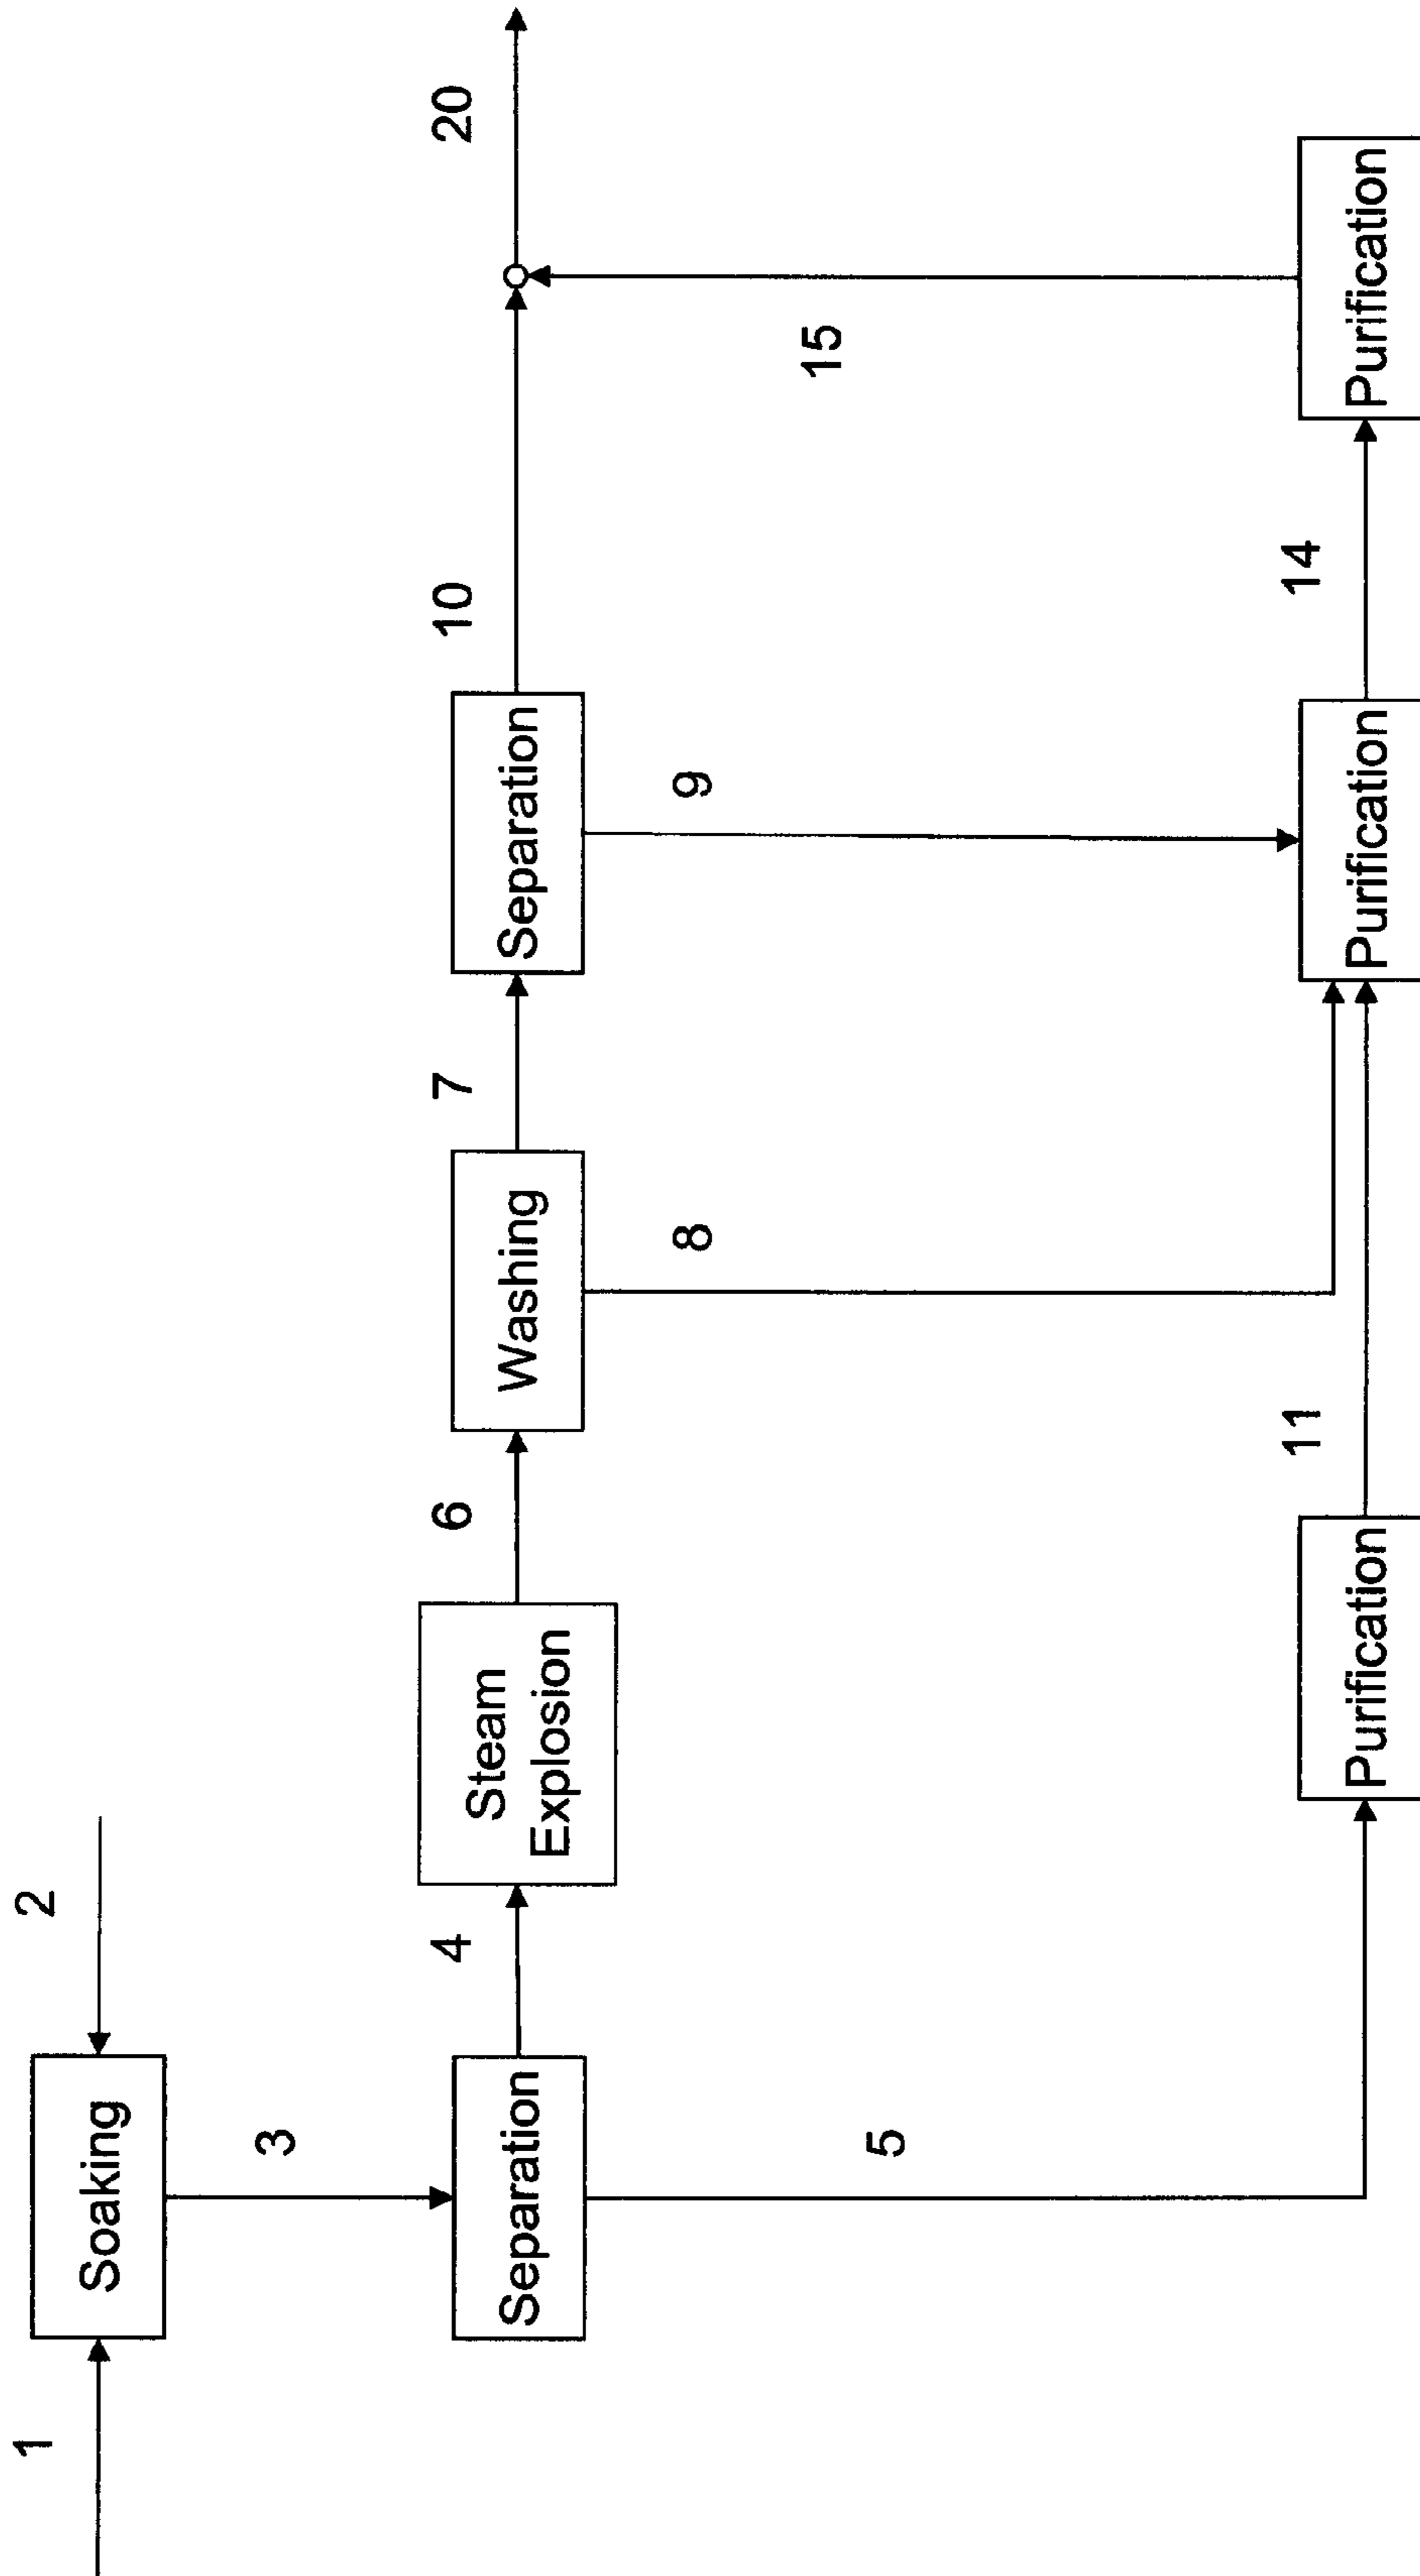 1
Soaking
2
3
Separation
4
Steam
Explosion
6
Washing
7
Separation
10
20
5
8
9
15
Purification
11
Purification
14
Purification